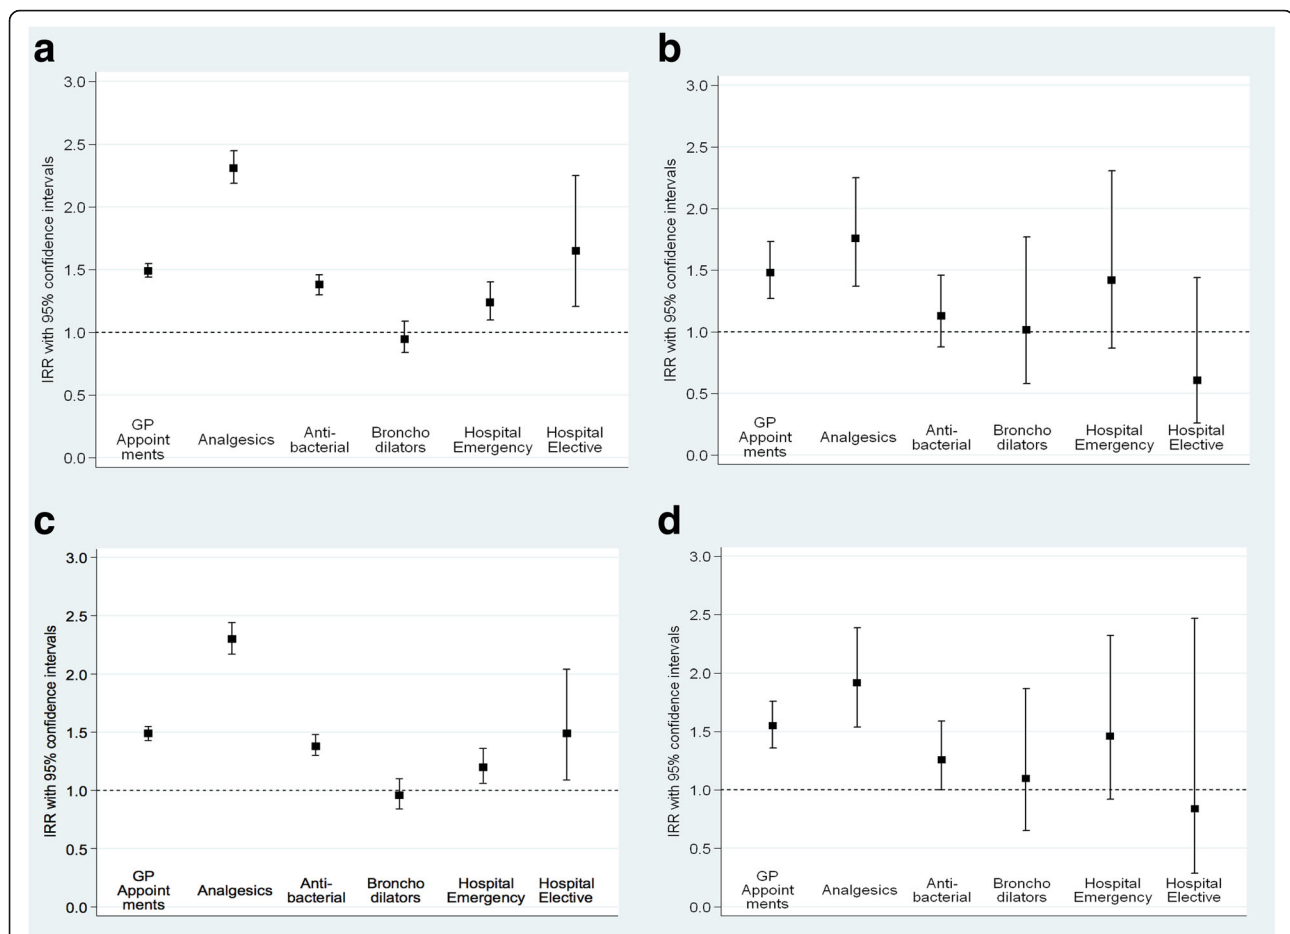 a
IRR with 95% confidence intervals
3.0
2.5
2.0
1.5
1.0
0.5
0.0
GP
Appoint
ments
Analgesics
Anti-
bacterial
Broncho
dilators
Hospital
Emergency
Hospital
Elective
b
IRR with 95% confidence intervals
3.0
2.5
2.0
1.5
1.0
0.5
0.0
GP
Appoint
ments
Analgesics
Anti-
bacterial
Broncho
dilators
Hospital
Emergency
Hospital
Elective
c
IRR with 95% confidence intervals
3.0
2.5
2.0
1.5
1.0
0.5
0.0
GP
Appoint
ments
Analgesics
Anti-
bacterial
Broncho
dilators
Hospital
Emergency
Hospital
Elective
d
IRR with 95% confidence intervals
3.0
2.5
2.0
1.5
1.0
0.5
0.0
GP
Appoint
ments
Analgesics
Anti-
bacterial
Broncho
dilators
Hospital
Emergency
Hospital
Elective